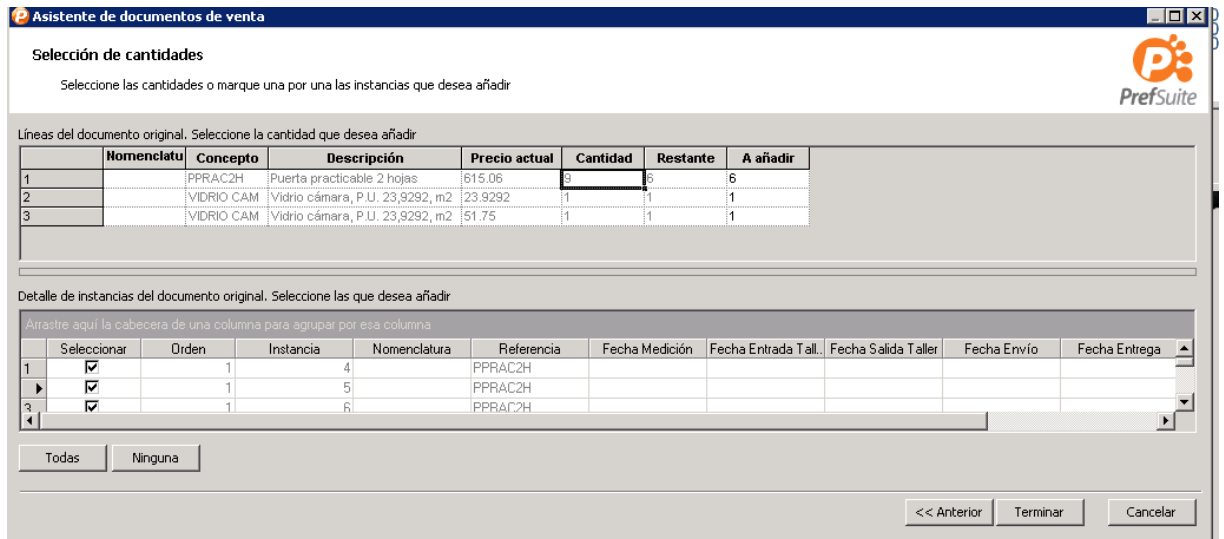 Asistente de documentos de venta
Selección de cantidades
Seleccione las cantidades o marque una por una las instancias que desea añadir
PrefSuite
Líneas del documento original. Seleccione la cantidad que desea añadir
Nomenclatu Concepto Descripción Precio actual Cantidad Restante A añadir
1 PPRAC2H Puerta practicable 2 hojas 615.06 9 6 6
2 VIDRIO CAM Vidrio cámara, P.U. 23,9292, m2 23.9292 1 1 1
3 VIDRIO CAM Vidrio cámara, P.U. 23,9292, m2 51.75 1 1 1
Detalle de instancias del documento original. Seleccione las que desea añadir
Arrastre aquí la cabecera de una columna para agrupar por esa columna
Seleccionar Orden Instancia Nomenclatura Referencia Fecha Medición Fecha Entrada Tall.. Fecha Salida Taller Fecha Envío Fecha Entrega
1 1 4 PPRAC2H
1 5 PPRAC2H
3 1 6 PPRAC2H
Todas Ninguna
<< Anterior Terminar Cancelar